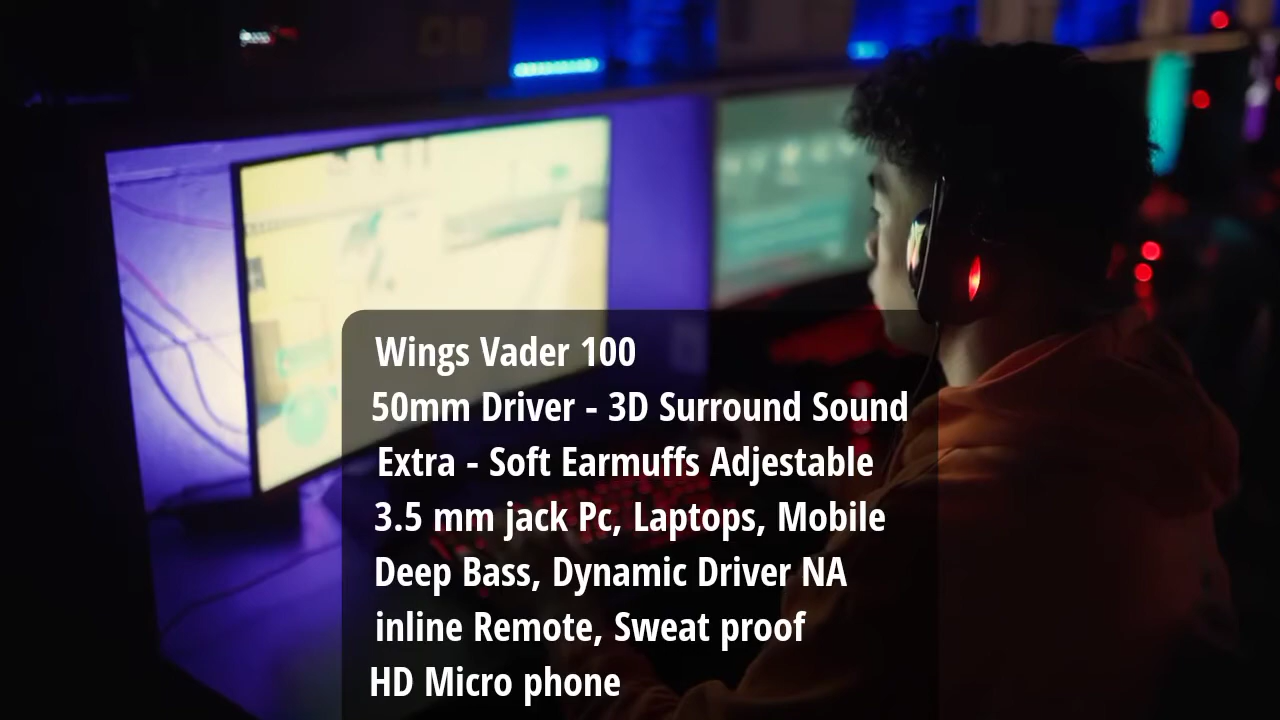 Wings Vader 100
50mm Driver - 3D Surround Sound
Extra - Soft Earmuffs Adjestable
3.5 mm jack Pc, Laptops, Mobile
Deep Bass, Dynamic Driver NA
inline Remote, Sweat proof
HD Micro phone